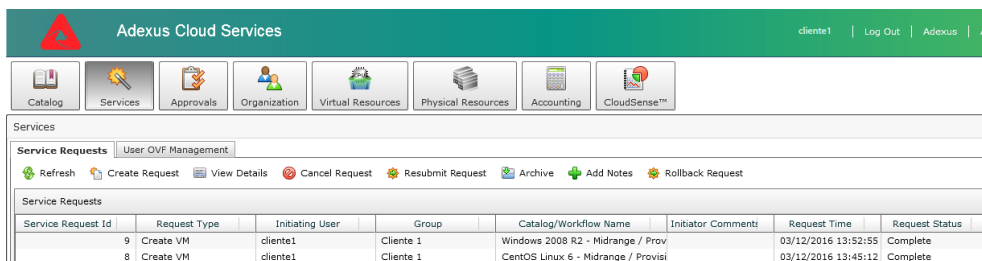 Adexus Cloud Services
cliente1 | Log Out | Adexus |
Catalog Services Approvals Organization Virtual Resources Physical Resources Accounting CloudSense™
Services
Service Requests User OVF Management
Refresh Create Request View Details Cancel Request Resubmit Request Archive Add Notes Rollback Request
Service Requests
Service Request Id Request Type Initiating User Group Catalog/Workflow Name Initiator Comments Request Time Request Status
9 Create VM cliente1 Cliente 1 Windows 2008 R2 - Midrange / Prov 03/12/2016 13:52:55 Complete
8 Create VM cliente1 Cliente 1 CentOS Linux 6 - Midrange / Provisi 03/12/2016 13:45:12 Complete